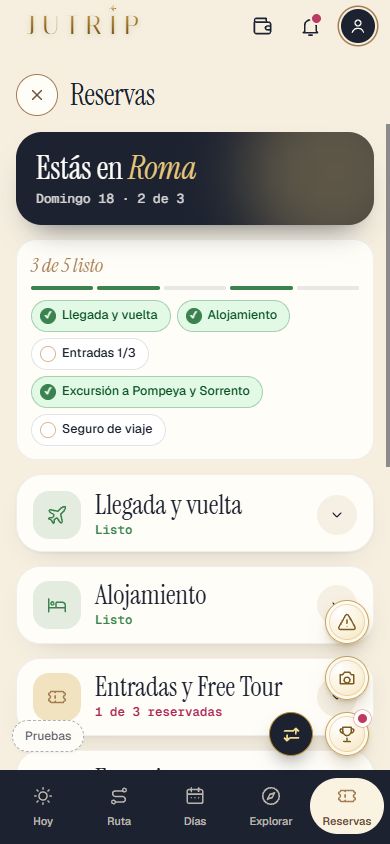 JUTRIP
Reservas
Estás en Roma
Domingo 18 · 2 de 3
3 de 5 listo
Llegada y vuelta
Alojamiento
Entradas 1/3
Excursión a Pompeya y Sorrento
Seguro de viaje
Llegada y vuelta
Listo
Alojamiento
Listo
Entradas y Free Tour
1 de 3 reservadas
Pruebas
Hoy
Ruta
Días
Explorar
Reservas